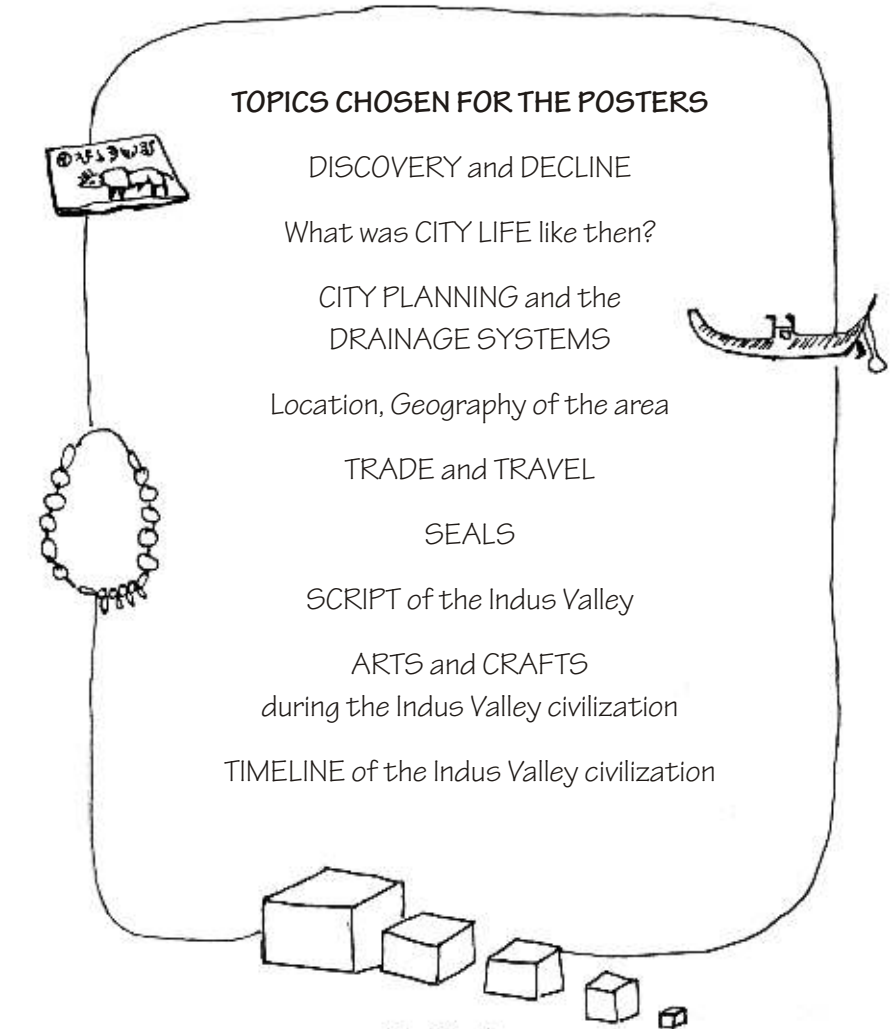 TOPICS CHOSEN FOR THE POSTERS
DISCOVERY and DECLINE
What was CITY LIFE like then?
CITY PLANNING and the
DRAINAGE SYSTEMS
Location, Geography of the area
TRADE and TRAVEL
SEALS
SCRIPT of the Indus Valley
ARTS and CRAFTS
during the Indus Valley civilization
TIMELINE of the Indus Valley civilization